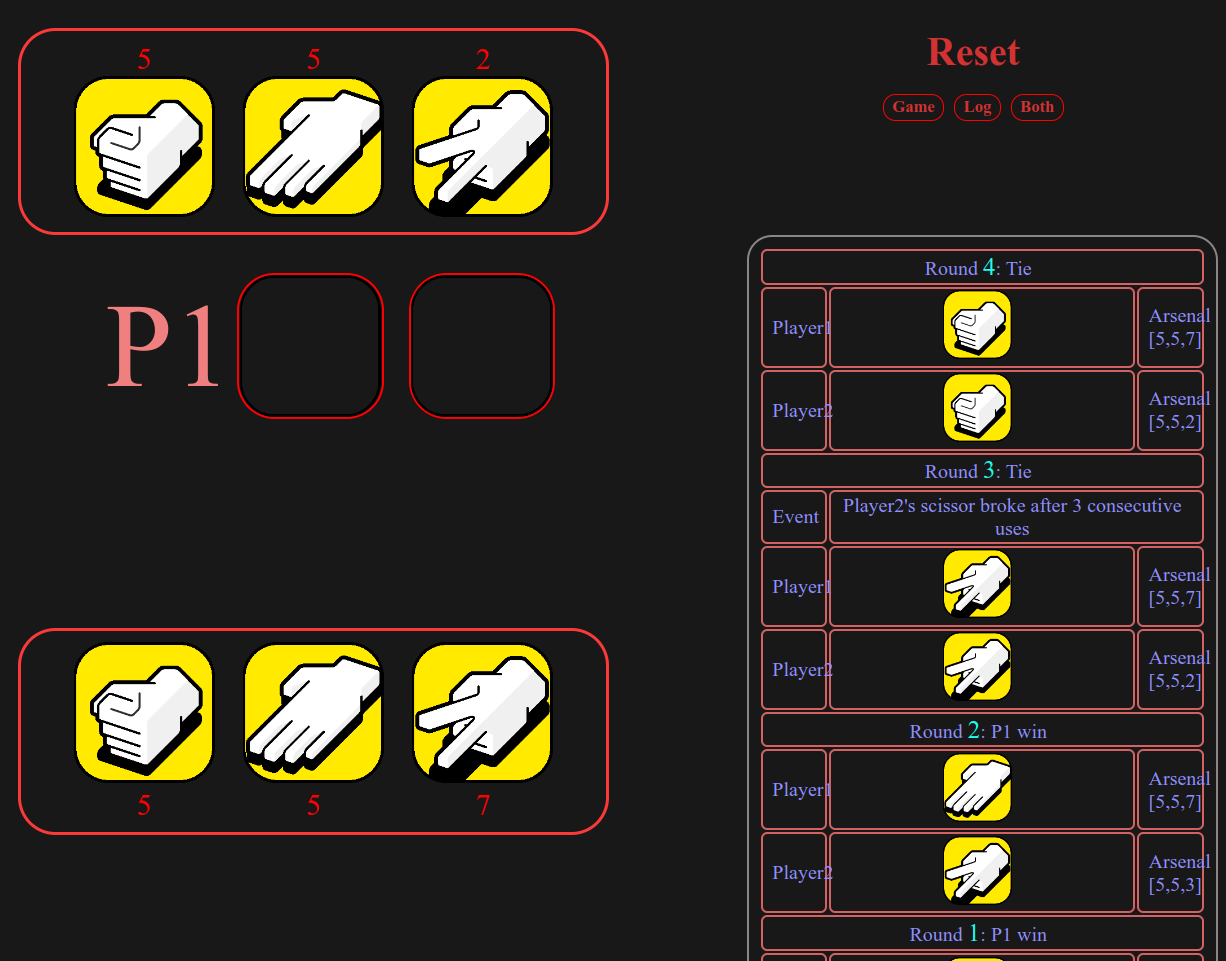 5 5 2
P1
5 5 7
Reset
Game Log Both
Round 4: Tie
Player1
Arsenal
[5,5,7]
Player2
Arsenal
[5,5,2]
Round 3: Tie
Event
Player2's scissor broke after 3 consecutive
uses
Player1
Arsenal
[5,5,7]
Player2
Arsenal
[5,5,2]
Round 2: P1 win
Player1
Arsenal
[5,5,7]
Player2
Arsenal
[5,5,3]
Round 1: P1 win